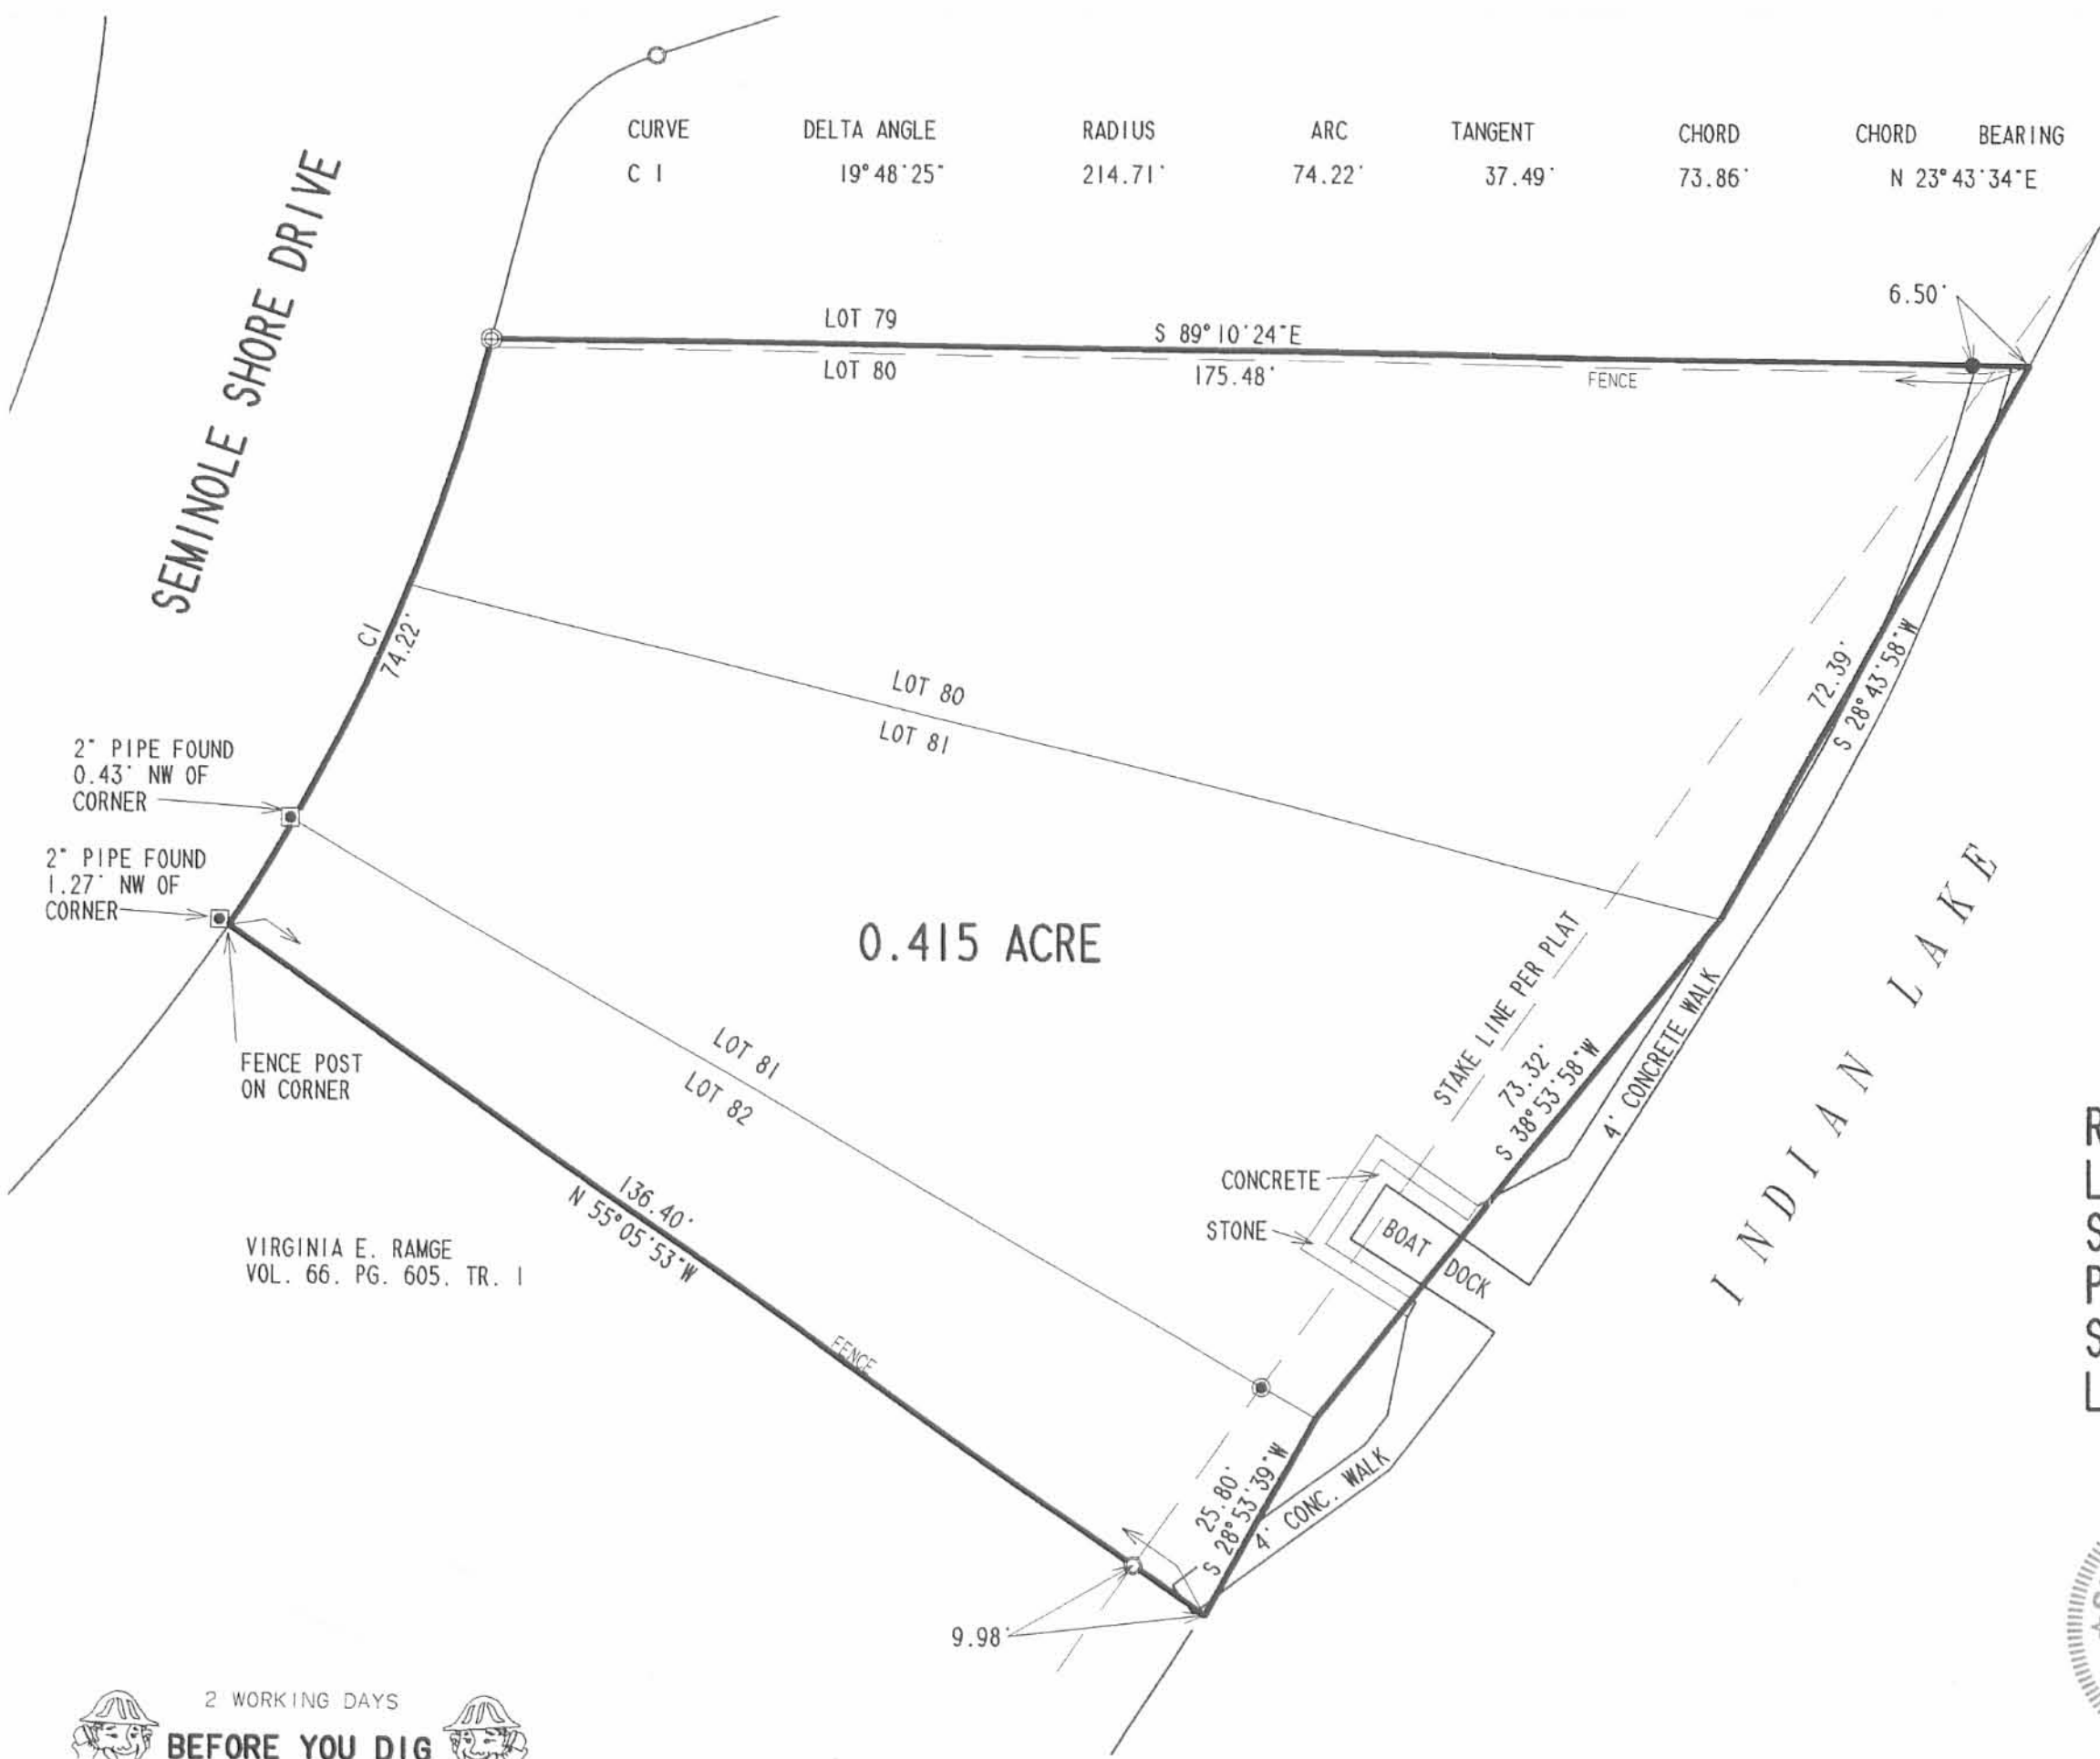 CURVE DELTA ANGLE RADIUS ARC TANGENT CHORD CHORD BEARING
C 1 19°48'25" 214.71' 74.22' 37.49' 73.86' N 23°43'34"E
SEMINOLE SHORE DRIVE
6.50'
LOT 79
S 89°10'24"E
LOT 80
175.48'
FENCE
C1
74.22'
LOT 80
LOT 81
72.39'
S 28°43'58"W
2" PIPE FOUND
0.43' NW OF
CORNER
2" PIPE FOUND
1.27' NW OF
CORNER
0.415 ACRE
STAKE LINE PER PLAT
73.32'
S 38°53'58"W
4' CONCRETE WALK
INDIAN LAKE
FENCE POST
ON CORNER
LOT 81
LOT 82
CONCRETE
STONE
BOAT
DOCK
136.40'
N 55°05'53"W
VIRGINIA E. RAMGE
VOL. 66. PG. 605. TR. 1
FENCE
25.80'
S 28°53'39"W
4' CONC. WALK
9.98'
R
L
S
P
S
L
2 WORKING DAYS
BEFORE YOU DIG